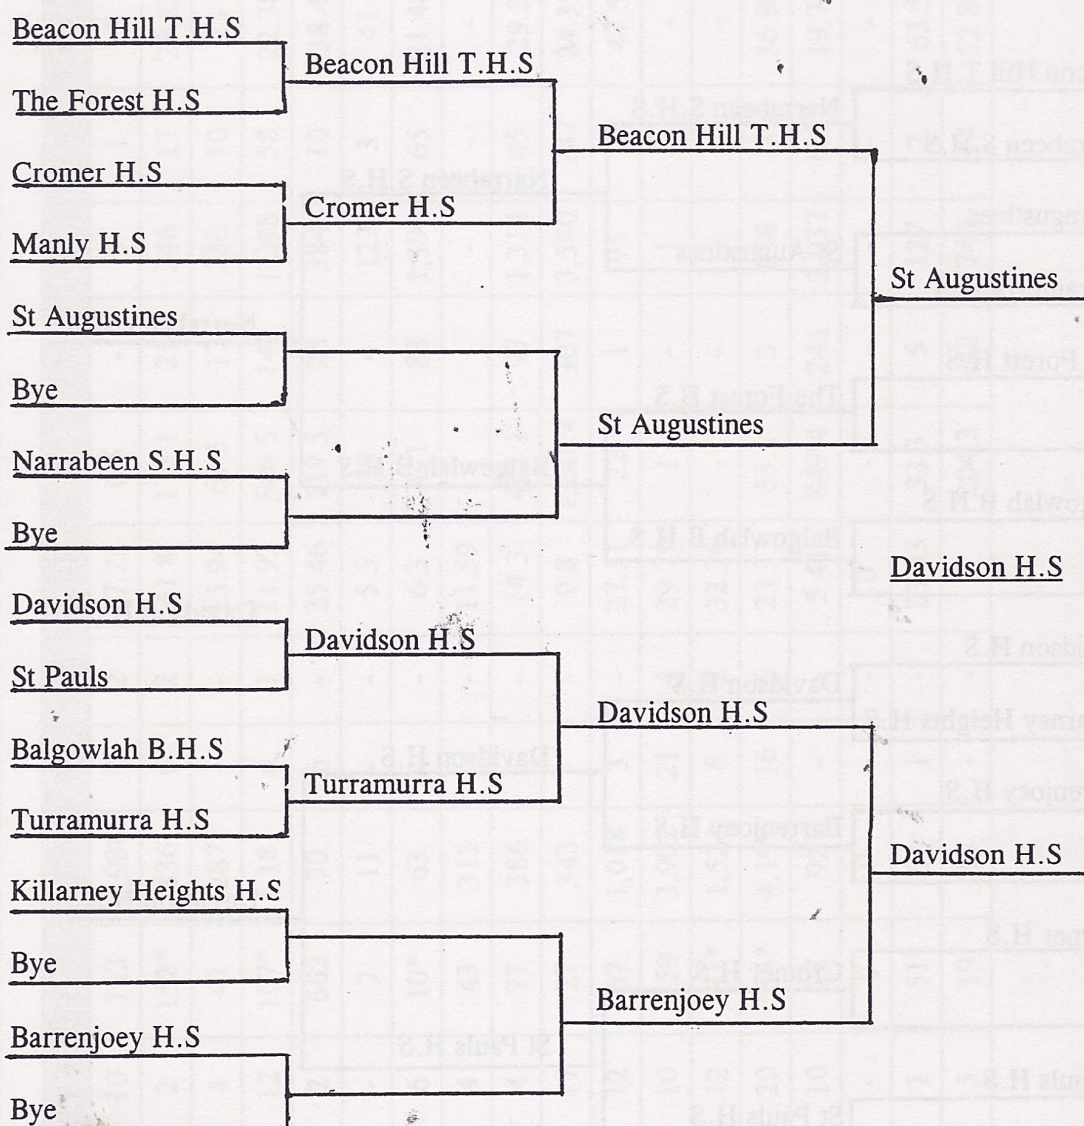 Beacon Hill T.H.S
The Forest H.S
Cromer H.S
Manly H.S
St Augustines
Bye
Narrabeen S.H.S
Bye
Davidson H.S
St Pauls
Balgowlah B.H.S
Turramurra H.S
Killarney Heights H.S
Bye
Barrenjoey H.S
Bye
Beacon Hill T.H.S
Cromer H.S
Davidson H.S
Turramurra H.S
Beacon Hill T.H.S
St Augustines
Davidson H.S
Barrenjoey H.S
St Augustines
Davidson H.S
Davidson H.S